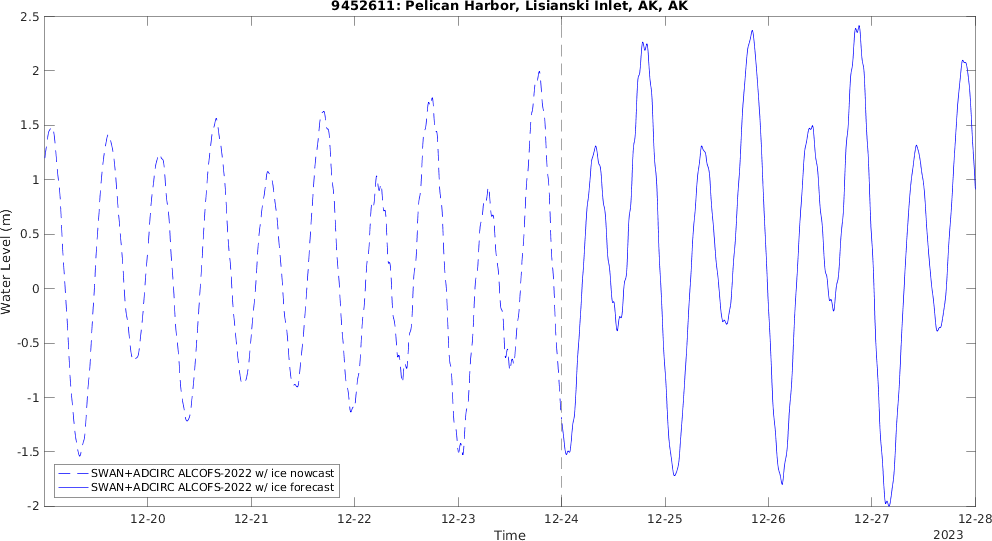 9452611: Pelican Harbor, Lisianski Inlet, AK, AK
2.5
2
1.5
1
0.5
0
-0.5
-1
-1.5
-2
Water Level (m)
SWAN+ADCIRC ALCOFS-2022 w/ ice nowcast
SWAN+ADCIRC ALCOFS-2022 w/ ice forecast
12-20 12-21 12-22 12-23 12-24 12-25 12-26 12-27 12-28
Time
2023